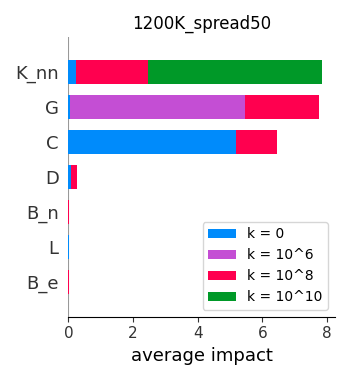 1200K_spread50
K_nn
G
C
D
B_n
L
B_e
k = 0
k = 10^6
k = 10^8
k = 10^10
0 2 4 6 8
average impact